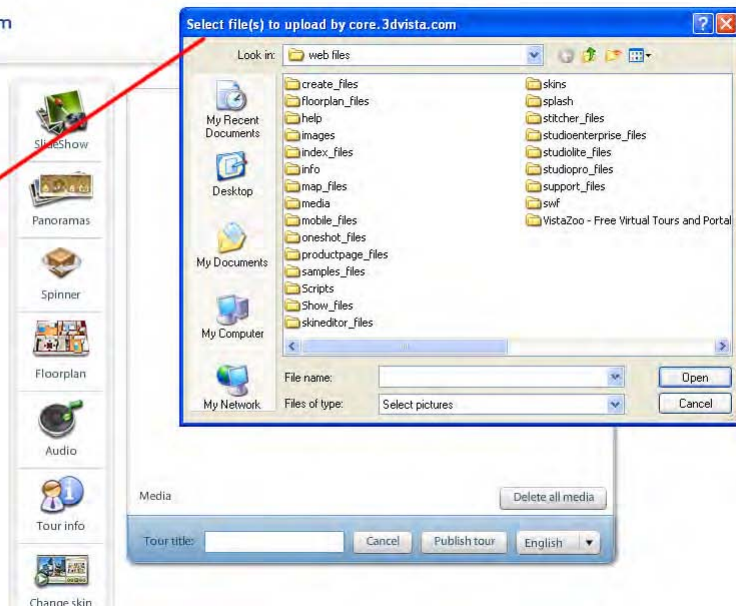 m
Select file(s) to upload by core.3dvista.com
Look in:
web files
My Recent
Documents
Desktop
My Documents
My Computer
My Network
create_files
floorplan_files
help
images
index_files
info
map_files
media
mobile_files
oneshot_files
productpage_files
samples_files
Scripts
Show_files
skineditor_files
skins
splash
stitcher_files
studioenterprise_files
studiolite_files
studiopro_files
support_files
swf
VistaZoo - Free Virtual Tours and Portal
File name:
Open
Files of type:
Select pictures
Cancel
SlideShow
Panoramas
Spinner
Floorplan
Audio
Tour info
Change skin
Media
Delete all media
Tour title:
Cancel
Publish tour
English